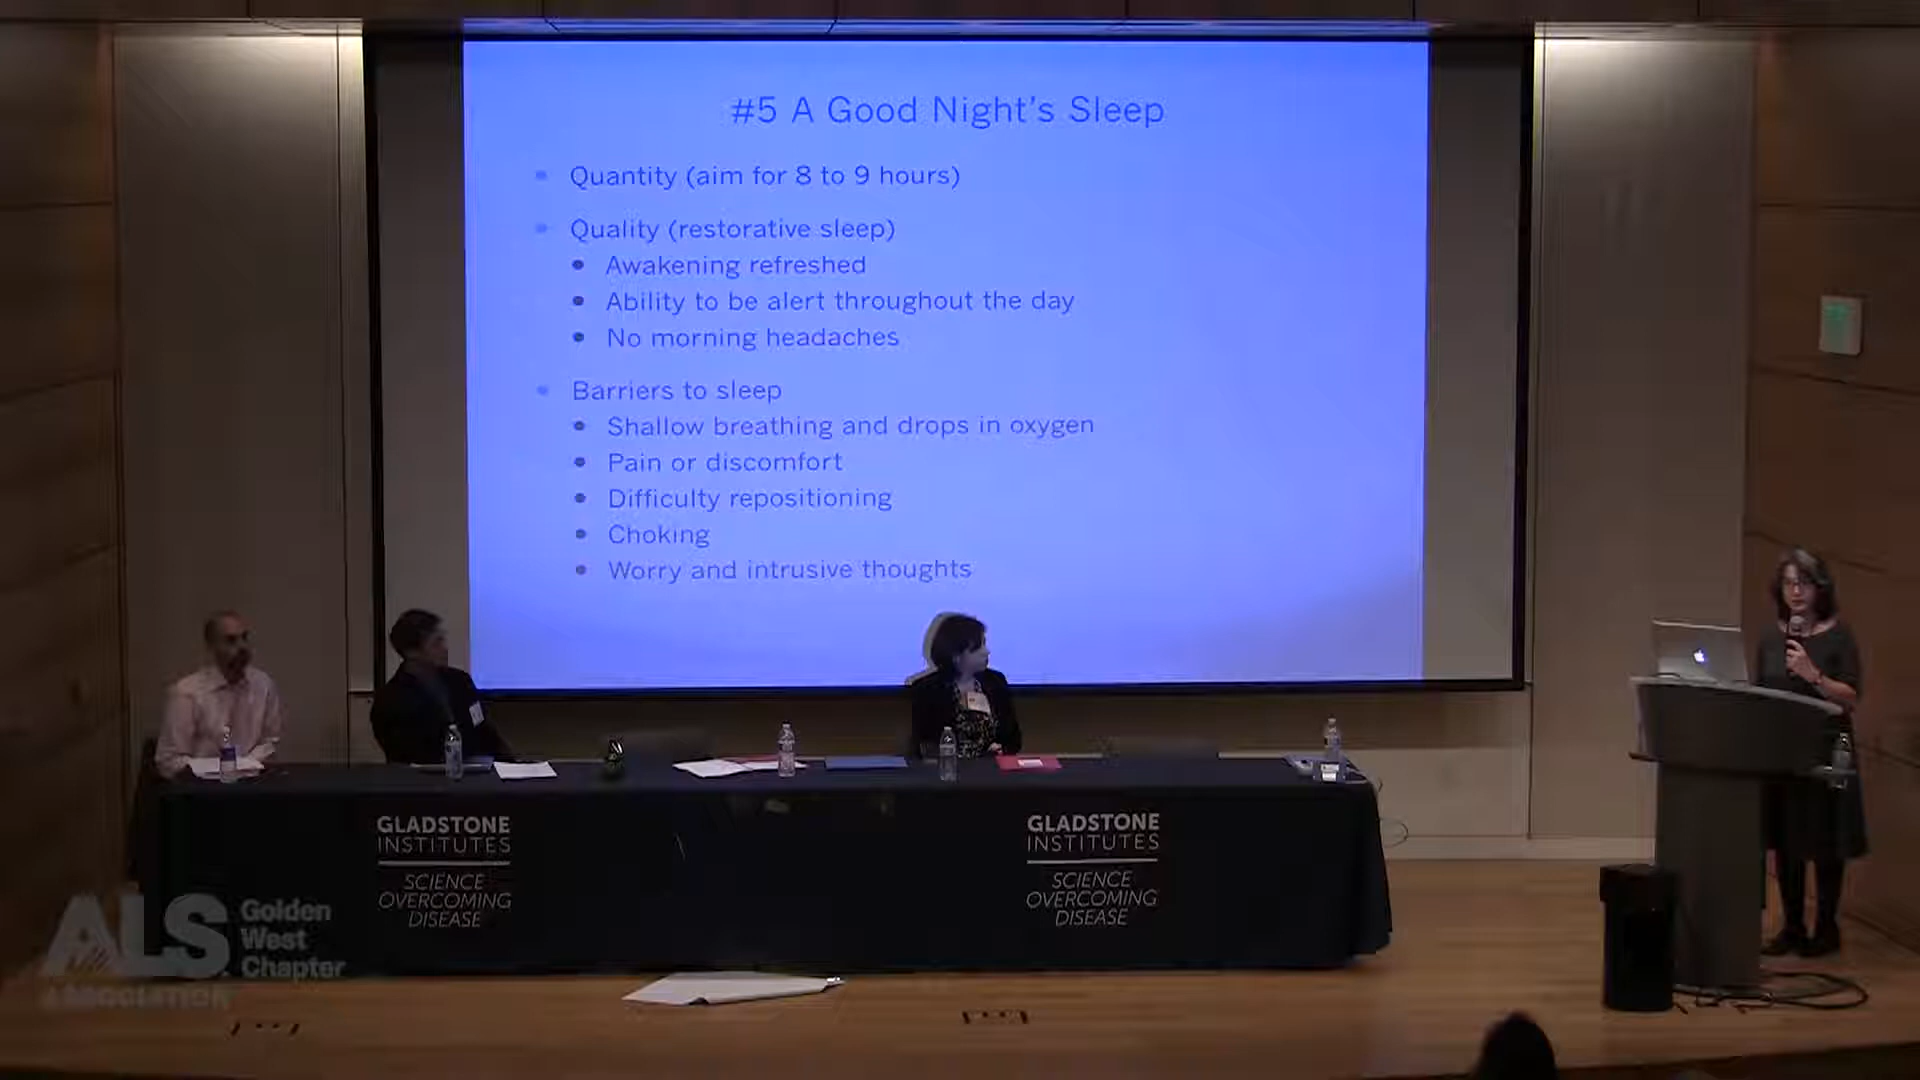 #5 A Good Night's Sleep
Quantity (aim for 8 to 9 hours)
Quality (restorative sleep)
Awakening refreshed
Ability to be alert throughout the day
No morning headaches
Barriers to sleep
Shallow breathing and drops in oxygen
Pain or discomfort
Difficulty repositioning
Choking
Worry and intrusive thoughts
GLADSTONE
INSTITUTES
SCIENCE
OVERCOMING
DISEASE
GLADSTONE
INSTITUTES
SCIENCE
OVERCOMING
DISEASE
ALS
ASSOCIATION
Golden
West
Chapter